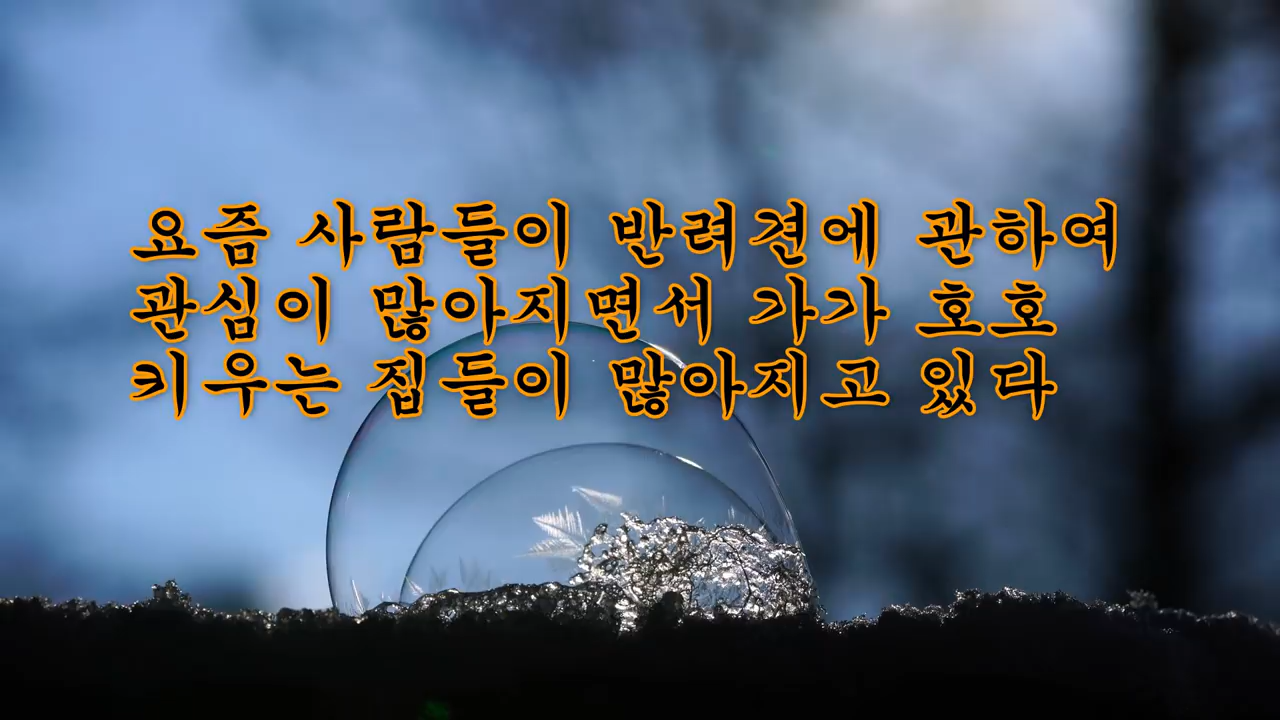 요즘 사람들이 반려견에 관하여
관심이 많아지면서 가가 호호
키우는 집들이 많아지고 있다